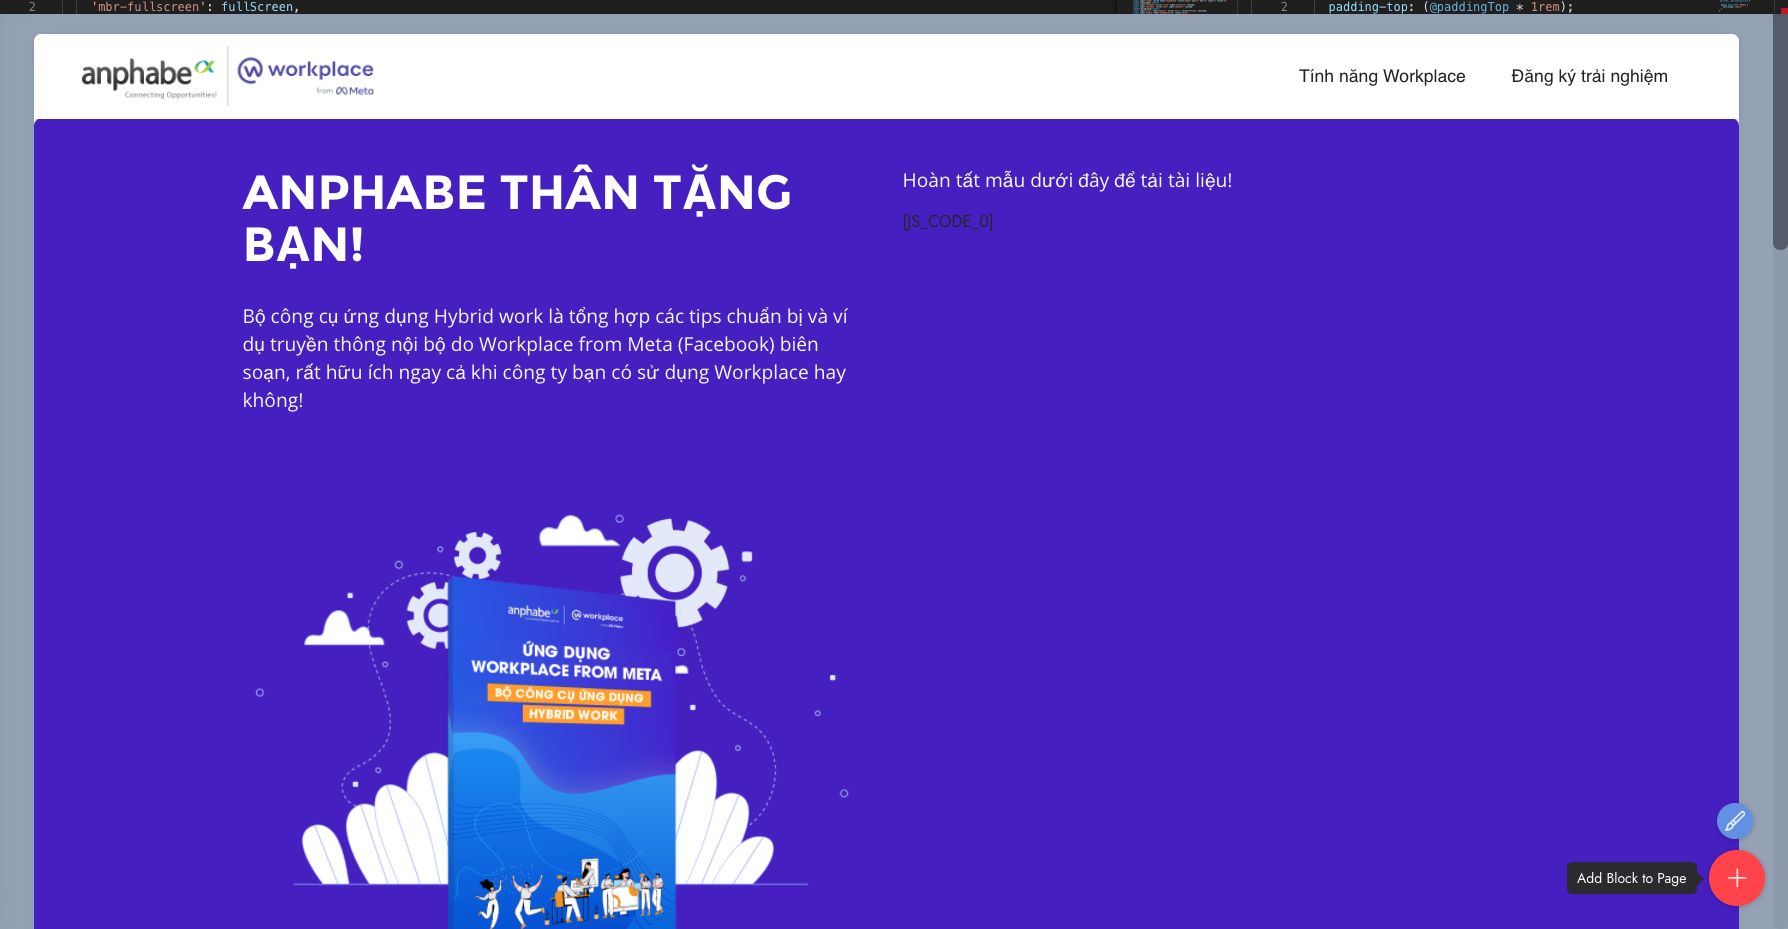 2 'mbr-fullscreen': fullScreen,
2 padding-top: (@paddingTop * 1rem);
anphabe
Connecting Opportunities!
workplace
from Meta
Tính năng Workplace
Đăng ký trải nghiệm
ANPHABE THÂN TẶNG
BẠN!
Bộ công cụ ứng dụng Hybrid work là tổng hợp các tips chuẩn bị và ví
dụ truyền thông nội bộ do Workplace from Meta (Facebook) biên
soạn, rất hữu ích ngay cả khi công ty bạn có sử dụng Workplace hay
không!
Hoàn tất mẫu dưới đây để tải tài liệu!
[JS_CODE_0]
anphabe
workplace
ỨNG DỤNG
WORKPLACE FROM META
BỘ CÔNG CỤ ỨNG DỤNG
HYBRID WORK
Add Block to Page